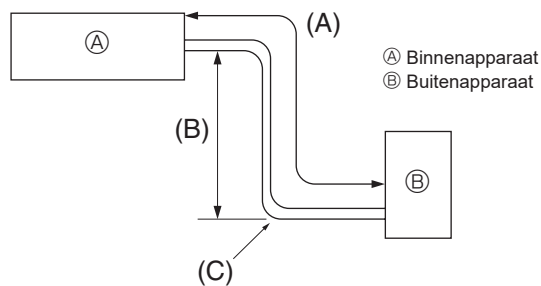 (A)
Ⓐ
Ⓐ Binnenapparaat
Ⓑ Buitenapparaat
(B)
Ⓑ
(C)